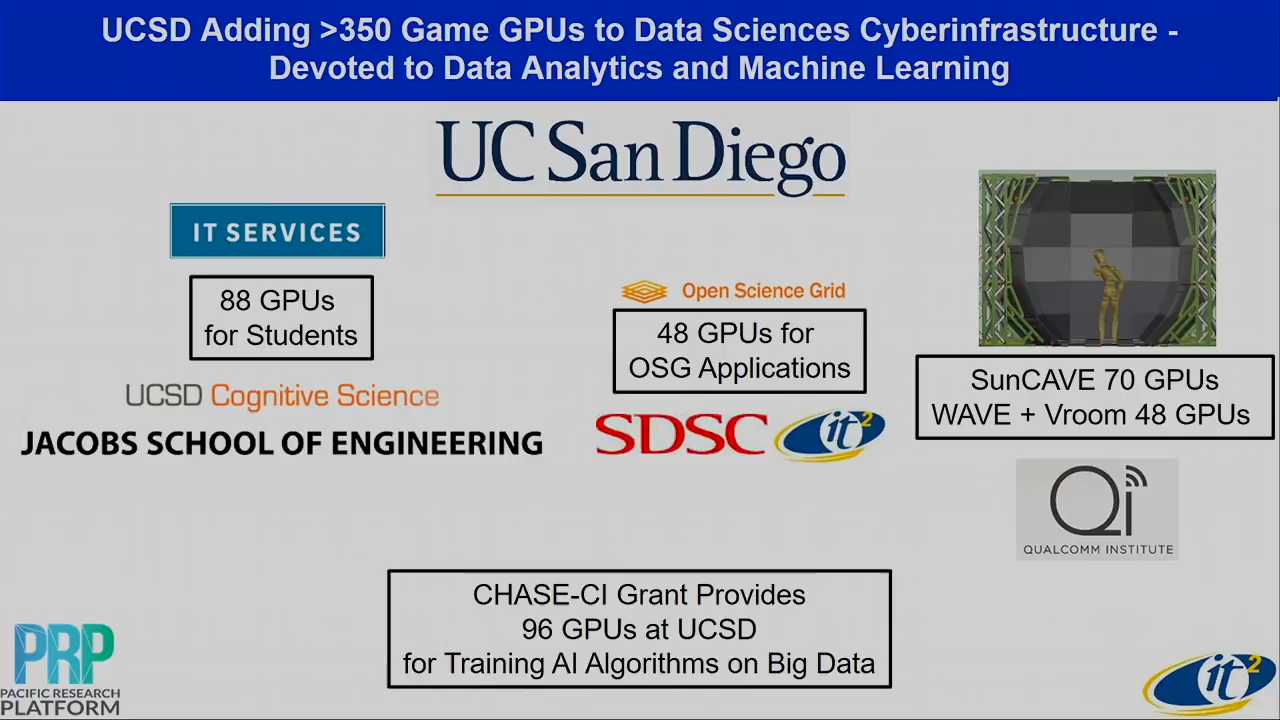 UCSD Adding >350 Game GPUs to Data Sciences Cyberinfrastructure -
Devoted to Data Analytics and Machine Learning
UC San Diego
IT SERVICES
88 GPUs
for Students
UCSD Cognitive Science
JACOBS SCHOOL OF ENGINEERING
Open Science Grid
48 GPUs for
OSG Applications
SDSC
it2
SunCAVE 70 GPUs
WAVE + Vroom 48 GPUs
Qi
QUALCOMM INSTITUTE
CHASE-CI Grant Provides
96 GPUs at UCSD
for Training AI Algorithms on Big Data
PRP
PACIFIC RESEARCH
PLATFORM
it2